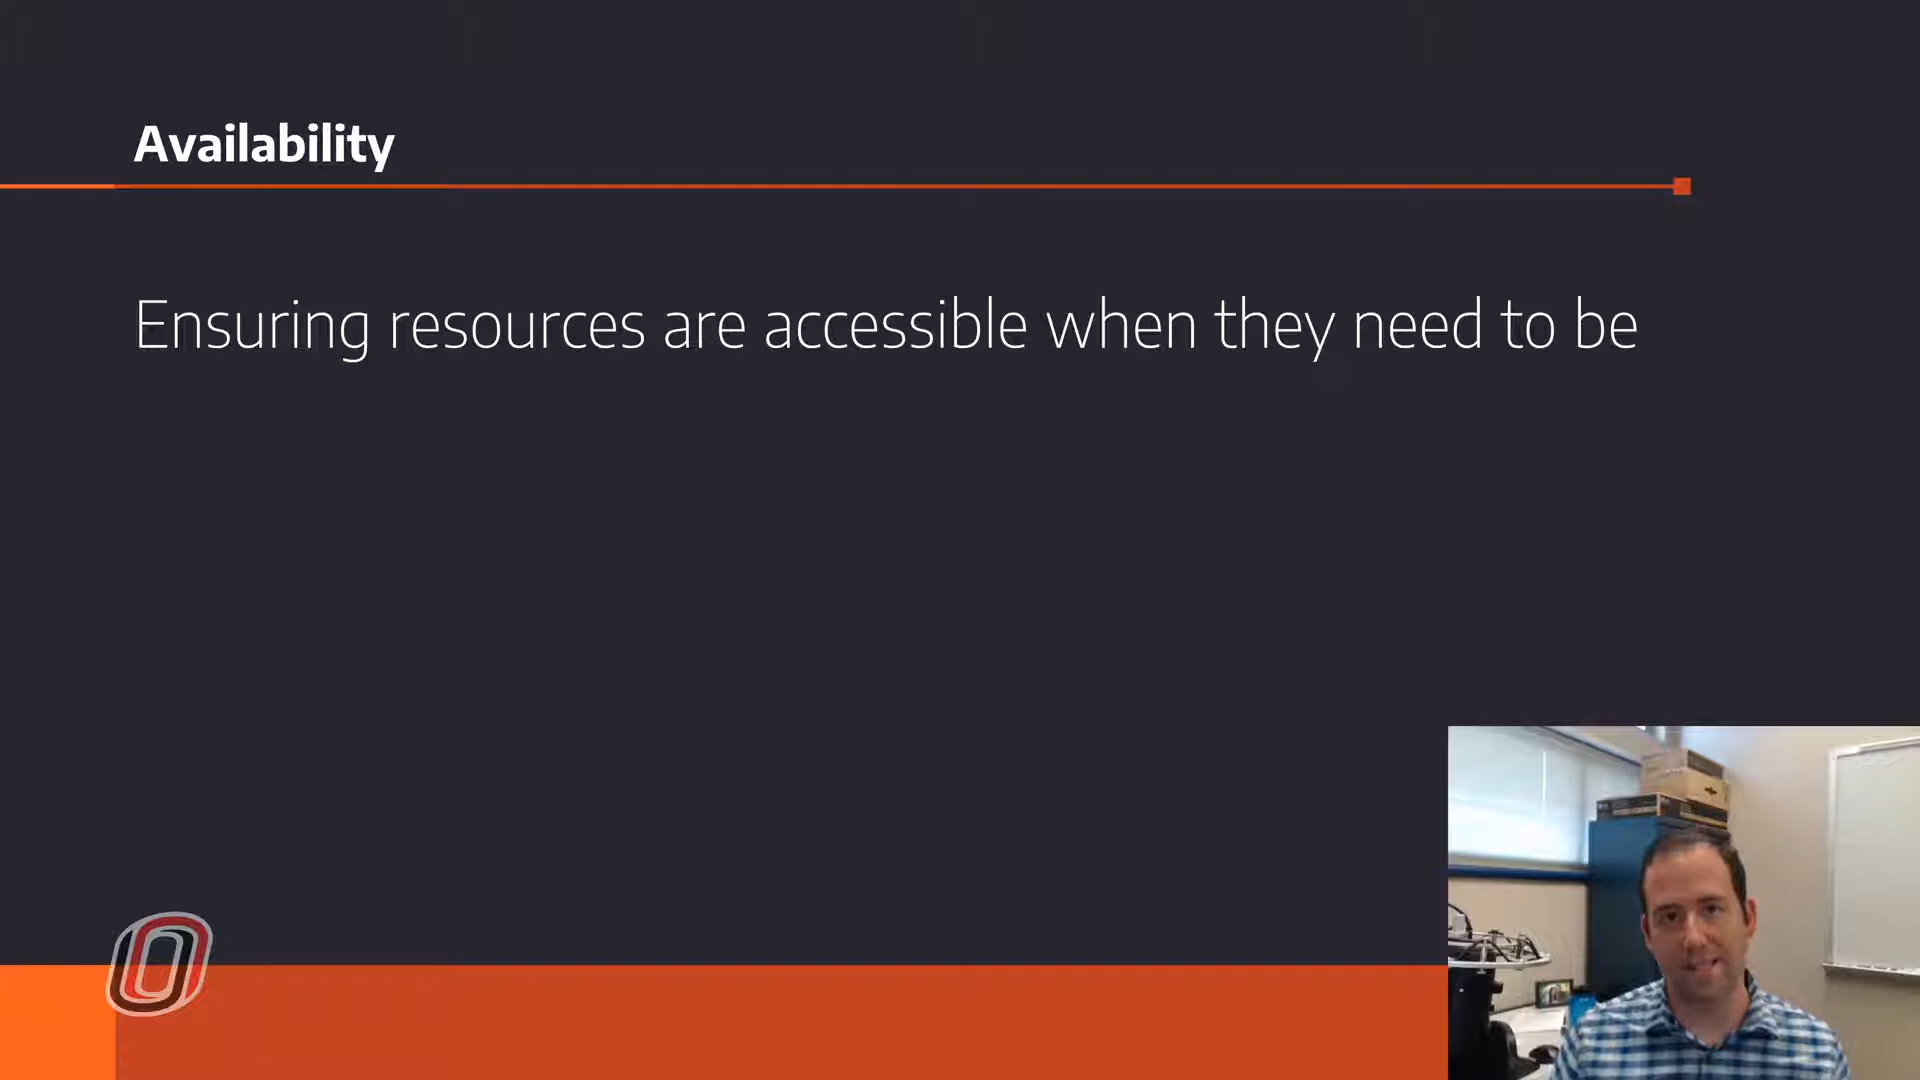 Availability
Ensuring resources are accessible when they need to be